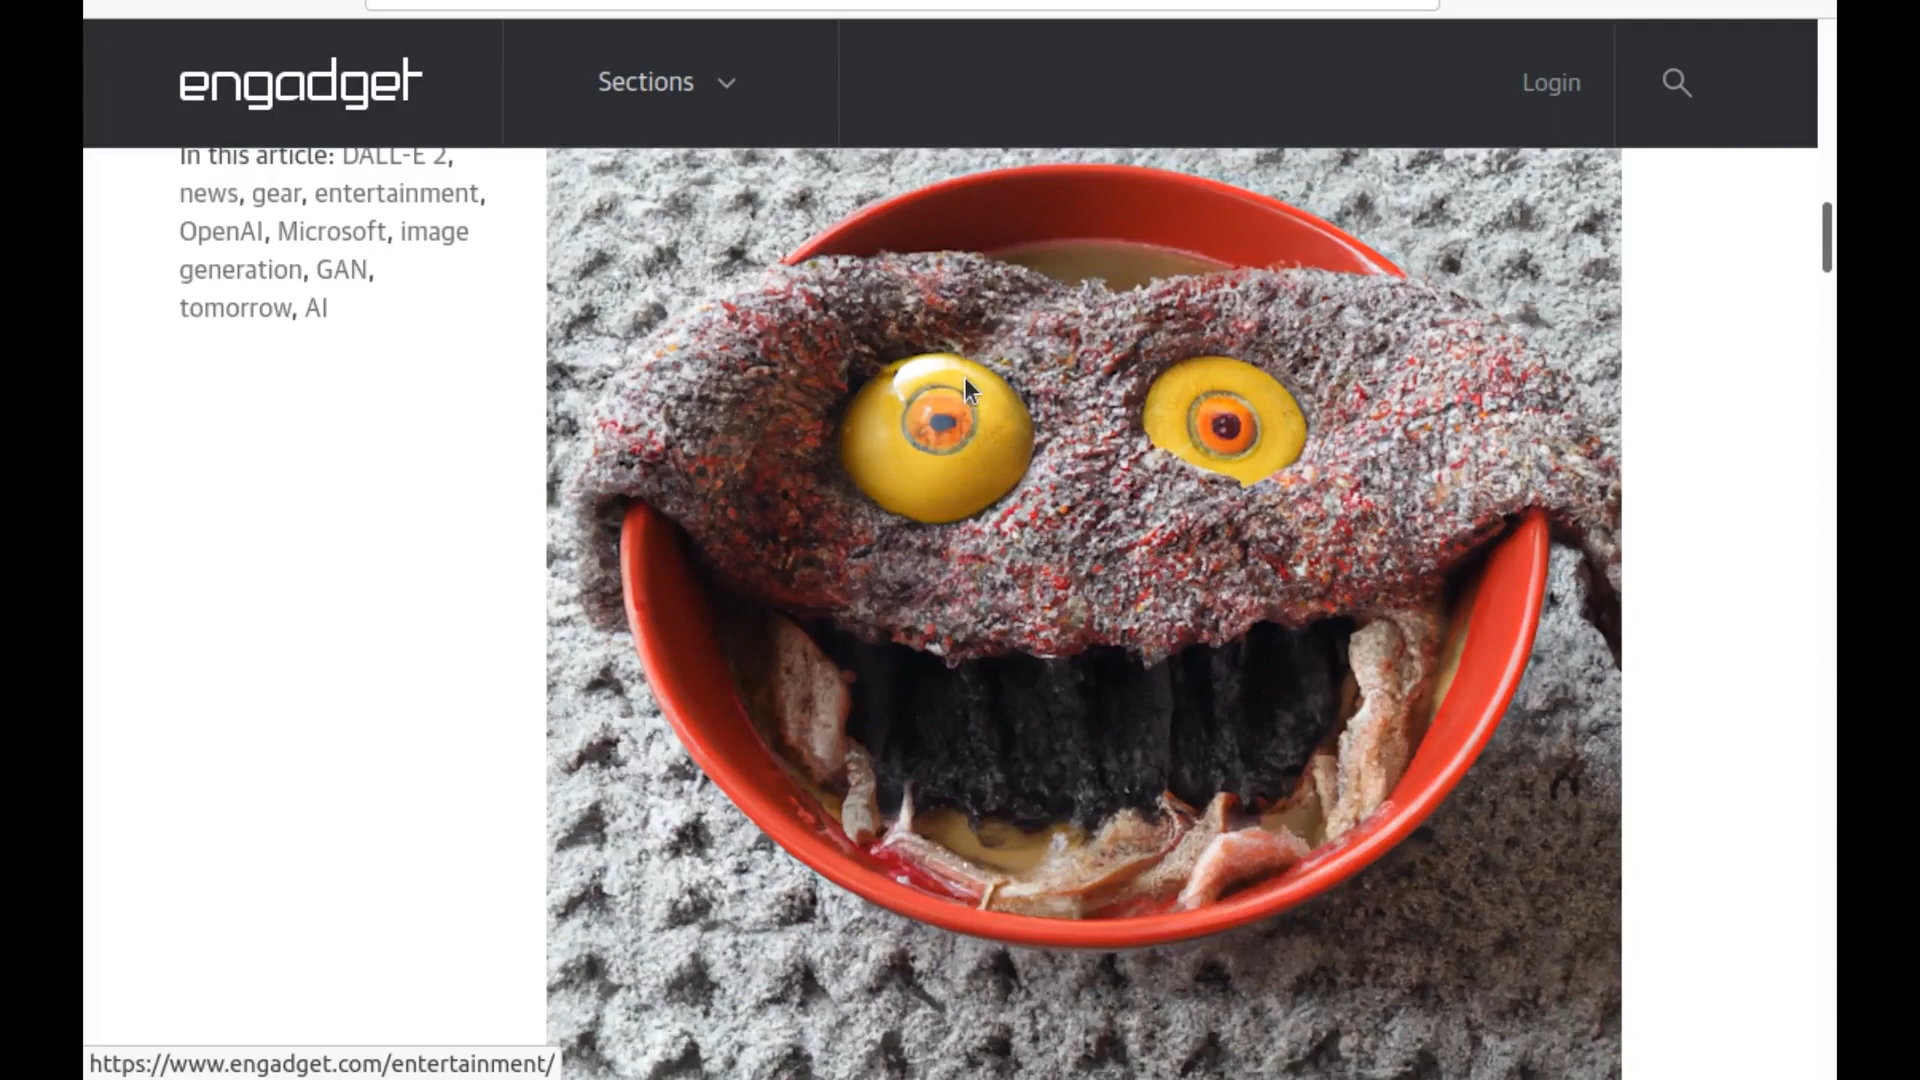 engadget
Sections
Login
In this article: DALL-E 2,
news, gear, entertainment,
OpenAI, Microsoft, image
generation, GAN,
tomorrow, AI
https://www.engadget.com/entertainment/